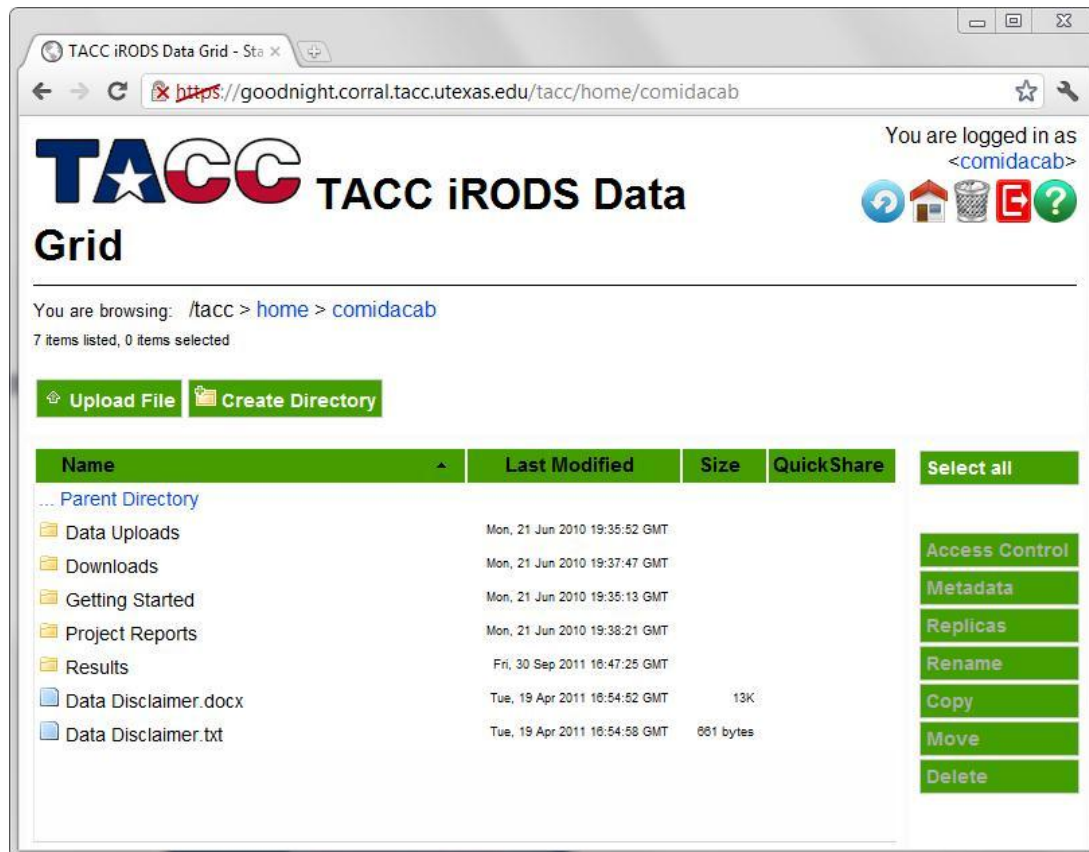 TACC iRODS Data Grid - Sta
https://goodnight.corral.tacc.utexas.edu/tacc/home/comidacab
You are logged in as
<comidacab>
TACC TACC iRODS Data
Grid
You are browsing: /tacc > home > comidacab
7 items listed, 0 items selected
Upload File Create Directory
Name Last Modified Size QuickShare Select all
... Parent Directory
Data Uploads Mon, 21 Jun 2010 19:35:52 GMT
Downloads Mon, 21 Jun 2010 19:37:47 GMT
Getting Started Mon, 21 Jun 2010 19:35:13 GMT
Project Reports Mon, 21 Jun 2010 19:38:21 GMT
Results Fri, 30 Sep 2011 16:47:25 GMT
Data Disclaimer.docx Tue, 19 Apr 2011 16:54:52 GMT 13K
Data Disclaimer.txt Tue, 19 Apr 2011 16:54:58 GMT 661 bytes
Access Control
Metadata
Replicas
Rename
Copy
Move
Delete